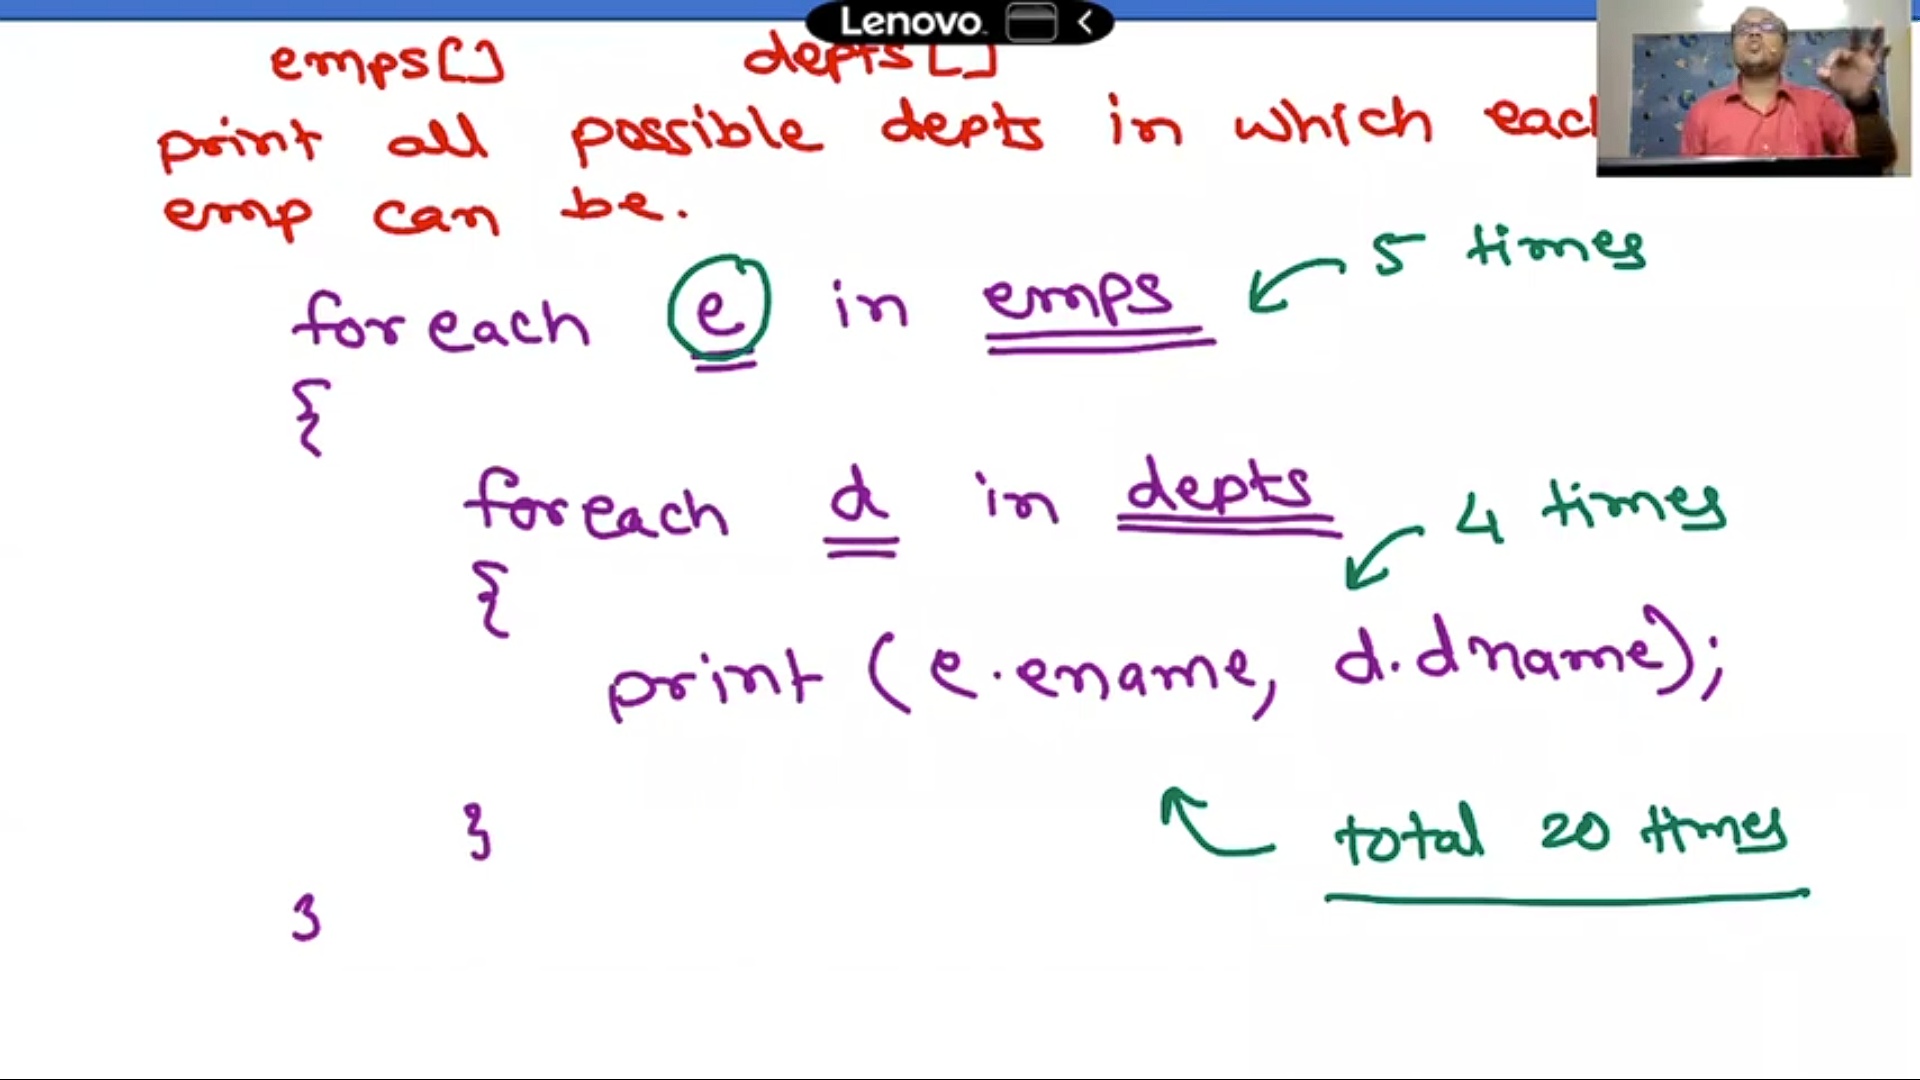 Lenovo
emps[] depts[]
print all possible depts in which
emp can be.
5 times
foreach e in emps
{
foreach d in depts
4 times
{
print (e.ename, d.dname);
}
total 20 times
}